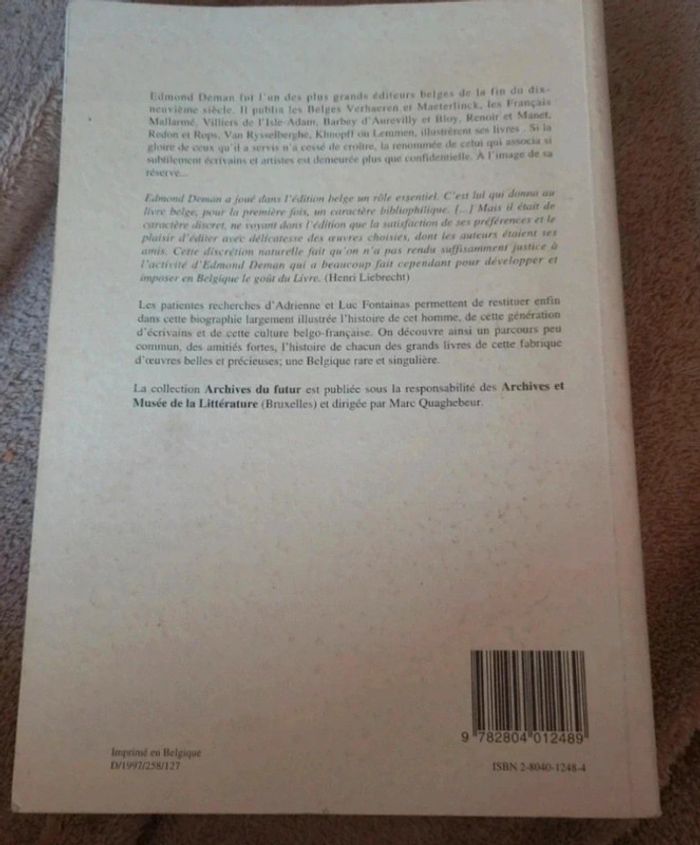 Edmond Deman fut l'un des plus grands éditeurs belges de la fin du dix-
neuvième siècle. Il publia les Belges Verhaeren et Maeterlinck, les Français
Mallarmé, Villiers de l'Isle-Adam, Barbey d'Aurevilly et Bloy. Renoir et Manet,
Redon et Rops, Van Rysselberghe, Khnopff ou Lemmen, illustrèrent ses livres . Si la
gloire de ceux qu'il a servis n'a cessé de croître, la renommée de celui qui associa si
subtilement écrivains et artistes est demeurée plus que confidentielle. À l'image de sa
réserve...
Edmond Deman a joué dans l'édition belge un rôle essentiel. C'est lui qui donna au
livre belge, pour la première fois, un caractère bibliophilique. [...] Mais il était de
caractère discret, ne voyant dans l'édition que la satisfaction de ses préférences et le
plaisir d'éditer avec délicatesse des œuvres choisies, dont les auteurs étaient ses
amis. Cette discrétion naturelle fait qu'on n'a pas rendu suffisamment justice à
l'activité d'Edmond Deman qui a beaucoup fait cependant pour développer et
imposer en Belgique le goût du Livre. (Henri Liebrecht)
Les patientes recherches d'Adrienne et Luc Fontainas permettent de restituer enfin
dans cette biographie largement illustrée l'histoire de cet homme, de cette génération
d'écrivains et de cette culture belgo-française. On découvre ainsi un parcours peu
commun, des amitiés fortes, l'histoire de chacun des grands livres de cette fabrique
d'œuvres belles et précieuses; une Belgique rare et singulière.
La collection Archives du futur est publiée sous la responsabilité des Archives et
Musée de la Littérature (Bruxelles) et dirigée par Marc Quaghebeur.
9 782804 012489
Imprimé en Belgique
D/1997/258/127
ISBN 2-8040-1248-4